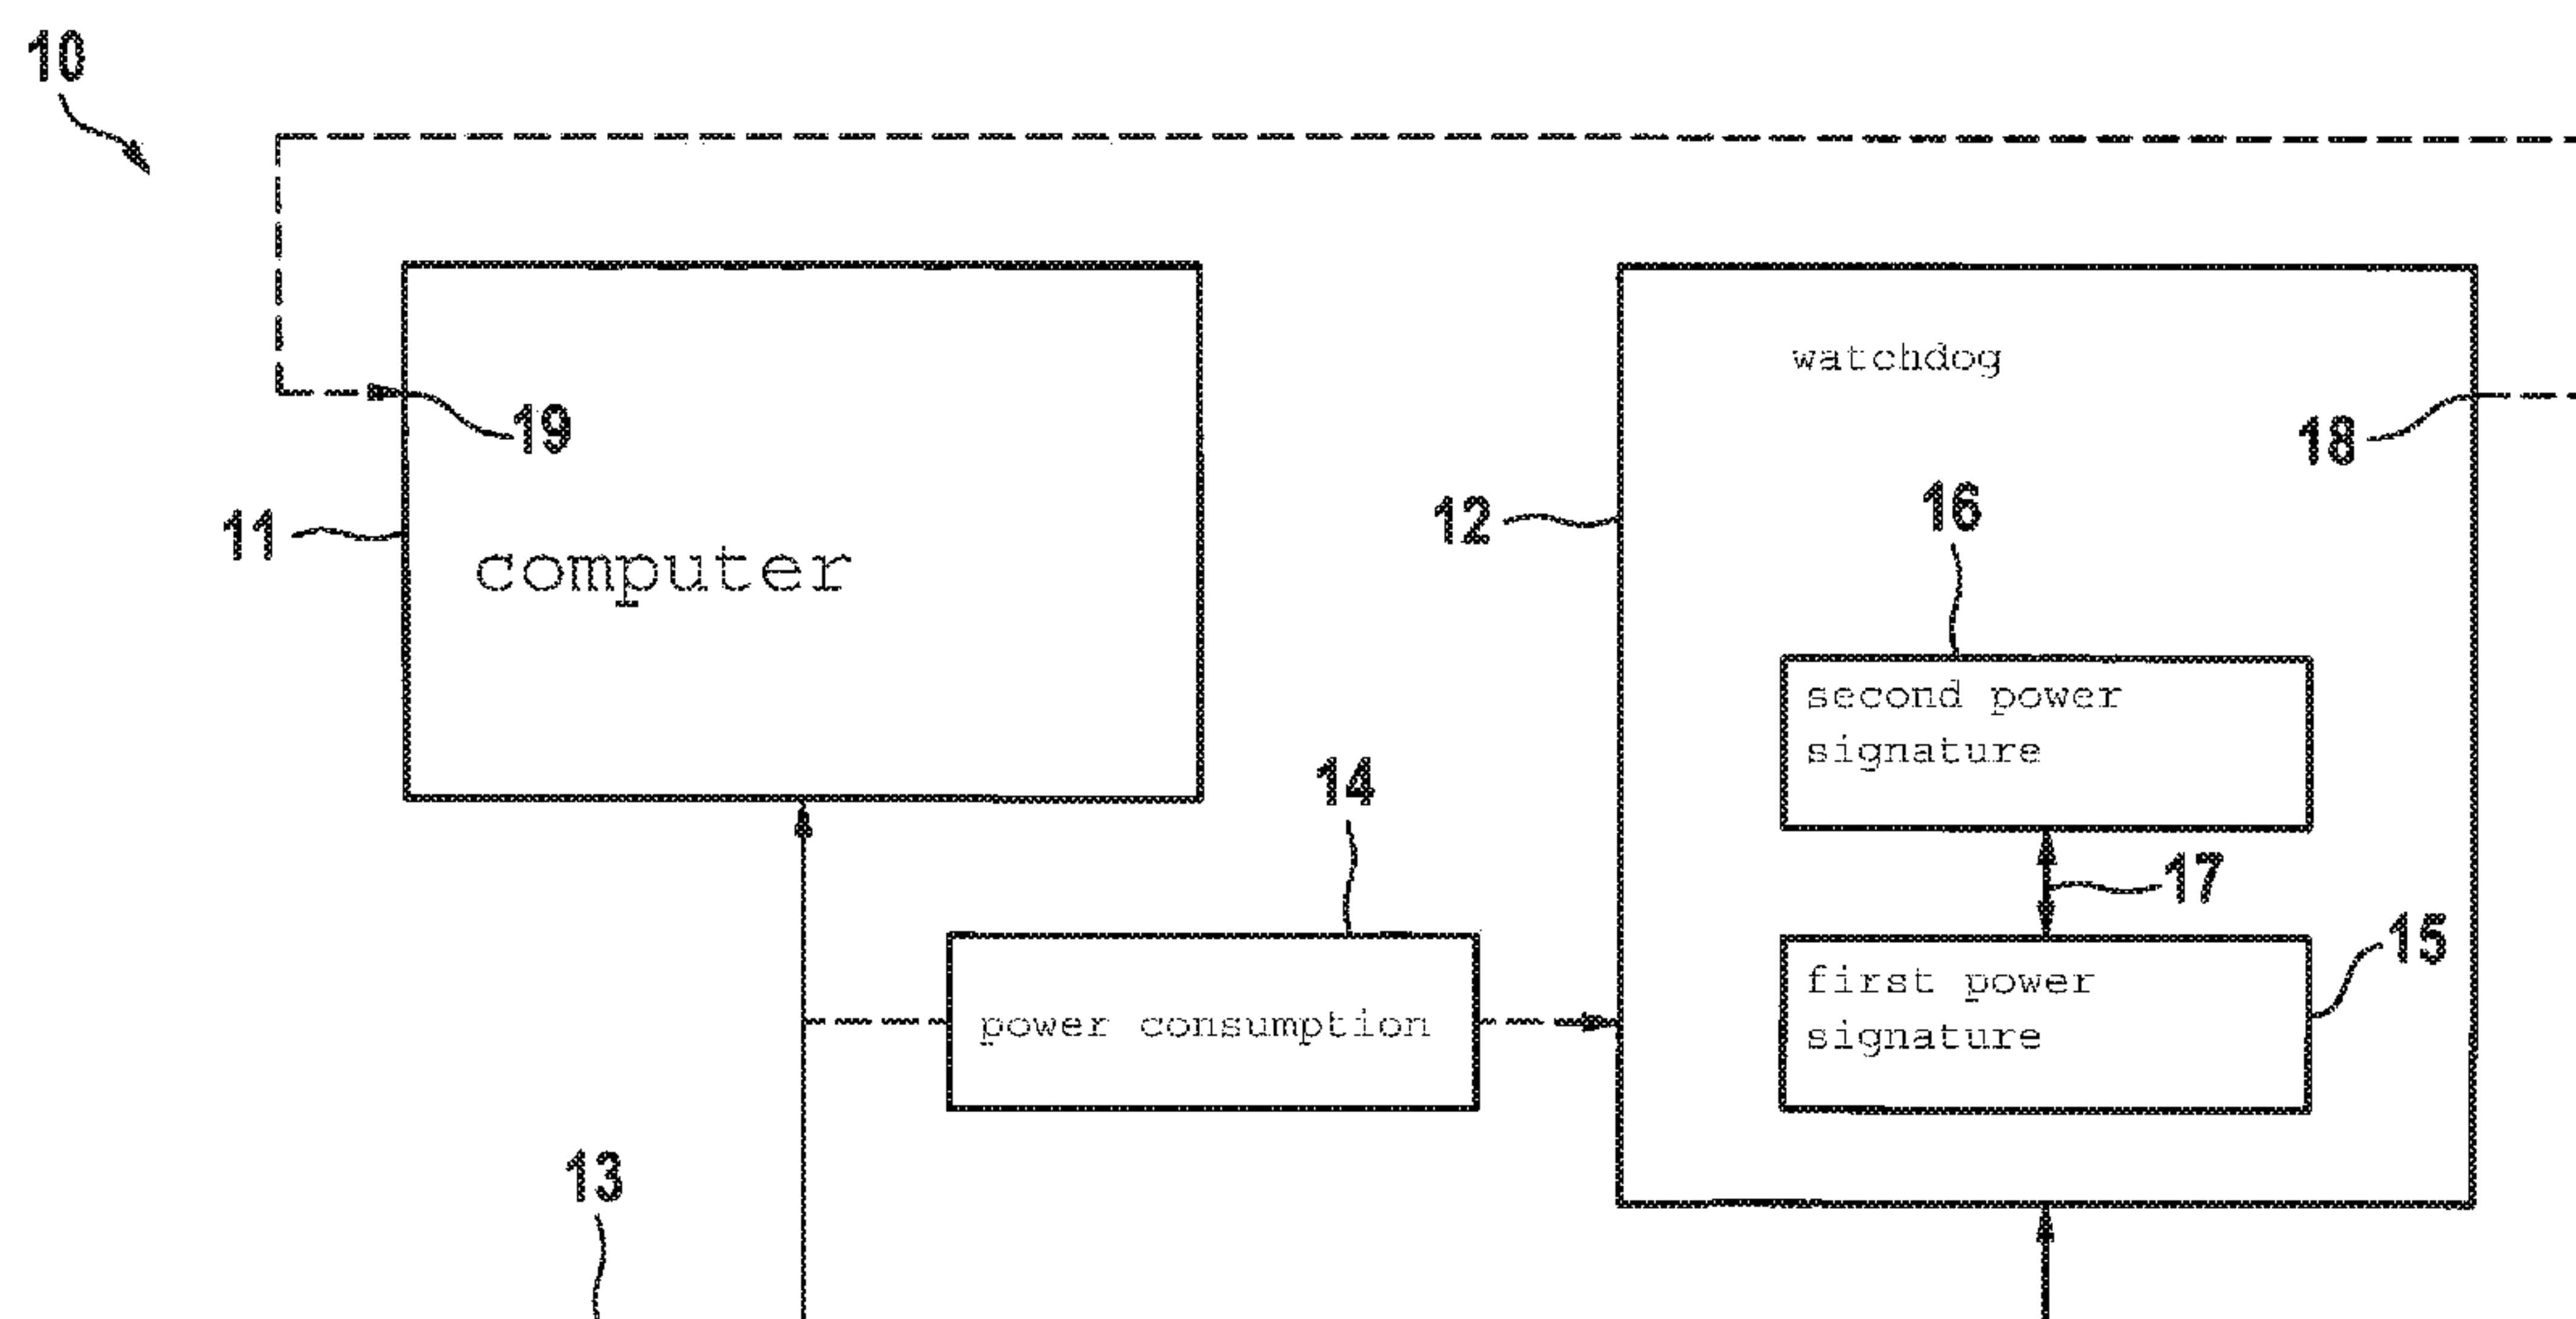 10
watchdog
19
18
11
12
16
computer
second power
signature
14
17
15
first power
signature
power consumption
13